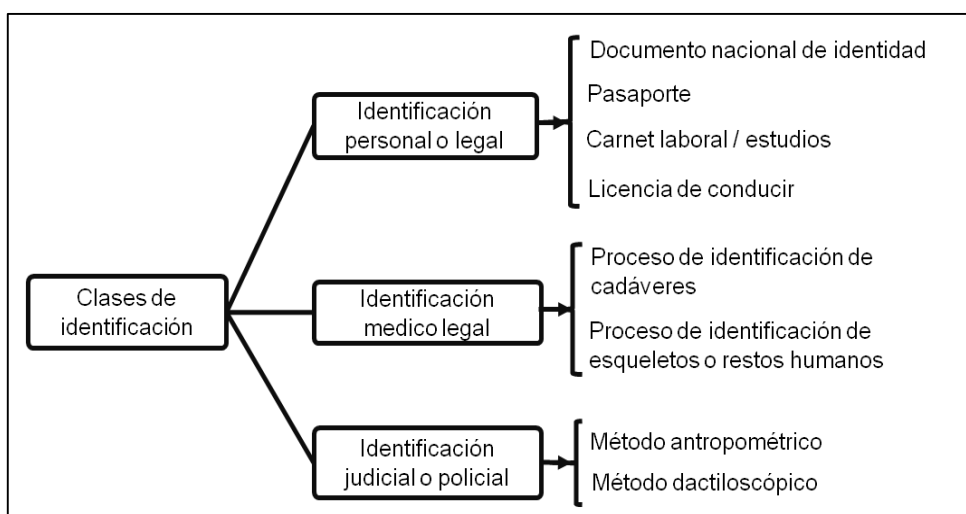 Clases de
identificación
Identificación
personal o legal
Documento nacional de identidad
Pasaporte
Carnet laboral / estudios
Licencia de conducir
Identificación
medico legal
Proceso de identificación de
cadáveres
Proceso de identificación de
esqueletos o restos humanos
Identificación
judicial o policial
Método antropométrico
Método dactiloscópico